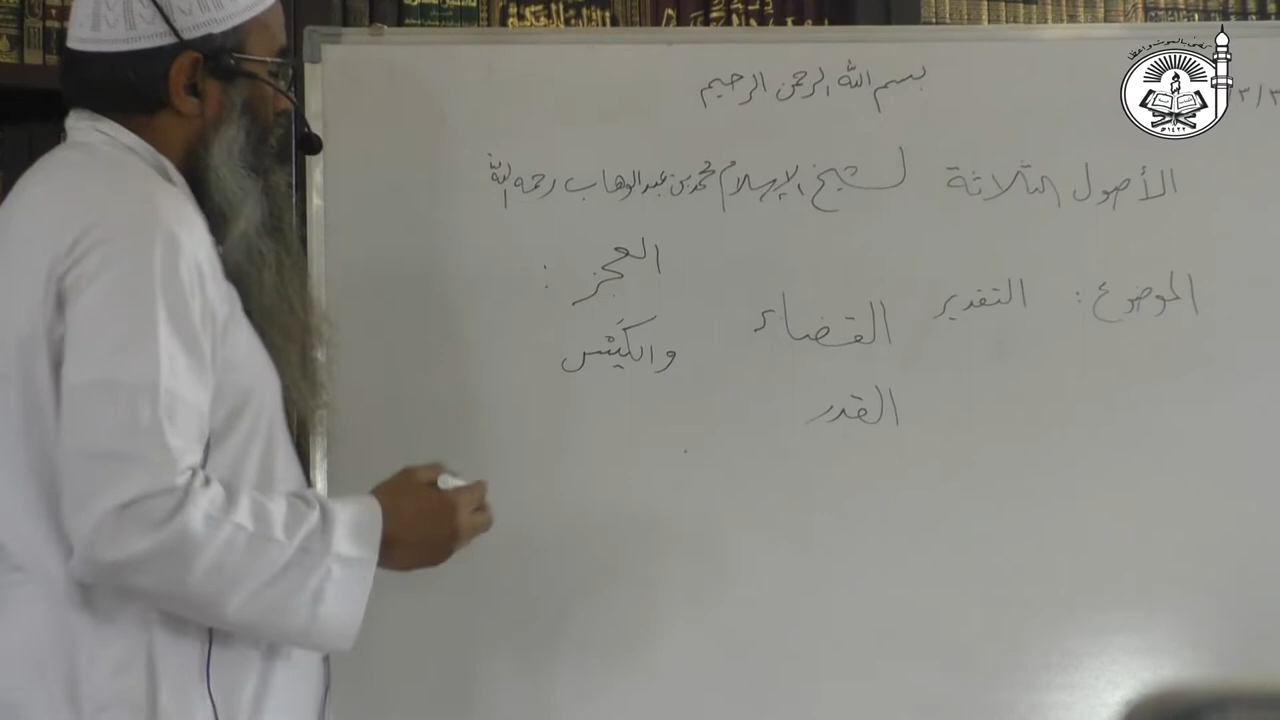 بسم الله الرحمن الرحيم
الأصول الثلاثة لشيخ الإسلام محمد بن عبد الوهاب رحمه الله
الموضوع: التقدير
القضاء
القدر
العجز :
والكَيْس
١٤٢٢هـ